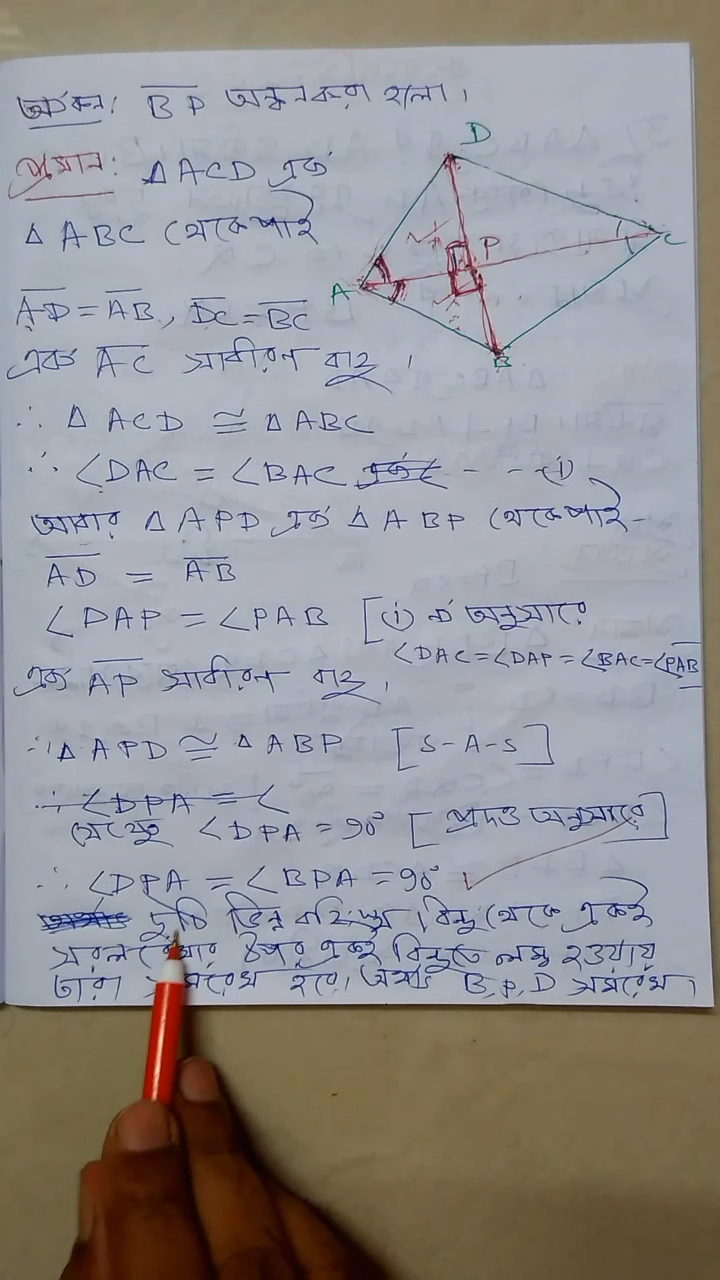 অঙ্কন: BP অঙ্কন করা হলো।
প্রমান: Δ ACD এবং
Δ ABC থেকে পাই
AD = AB, DC = BC
এবং AC সাধারণ বাহু।
∴ Δ ACD ≅ Δ ABC
∴ ∠DAC = ∠BAC - - - (i)
আবার Δ APD এবং Δ ABP থেকে পাই-
AD = AB
∠DAP = ∠PAB [(i) নং অনুসারে
∠DAC = ∠DAP = ∠BAC = ∠PAB
এবং AP সাধারণ বাহু,
∴ Δ APD ≅ Δ ABP [S-A-S]
∴ ∠DPA = ∠
যেহেতু ∠DPA = 90° [প্রদত্ত অনুসারে]
∴ ∠DPA = ∠BPA = 90°
দুটি ভিন্ন বহিঃস্থ বিন্দু থেকে একই
সরলরেখার উপর একই বিন্দুতে লম্ব হওয়ায়
তারা সমরেখ হবে। অর্থাৎ B, P, D সমরেখ।
D
P
C
A
B